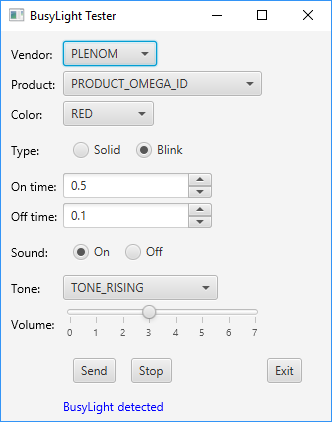 BusyLight Tester
Vendor: PLENOM
Product: PRODUCT_OMEGA_ID
Color: RED
Type: Solid Blink
On time: 0.5
Off time: 0.1
Sound: On Off
Tone: TONE_RISING
Volume:
0 1 2 3 4 5 6 7
Send Stop Exit
BusyLight detected